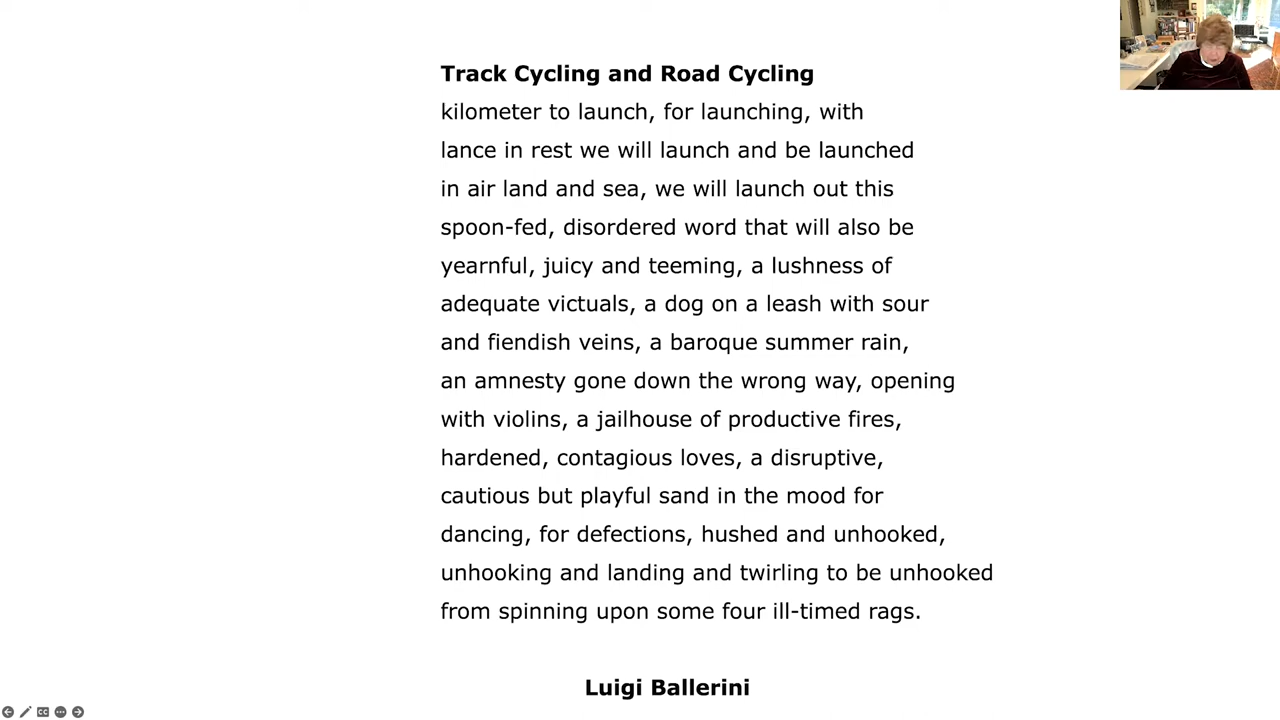 Track Cycling and Road Cycling
kilometer to launch, for launching, with
lance in rest we will launch and be launched
in air land and sea, we will launch out this
spoon-fed, disordered word that will also be
yearnful, juicy and teeming, a lushness of
adequate victuals, a dog on a leash with sour
and fiendish veins, a baroque summer rain,
an amnesty gone down the wrong way, opening
with violins, a jailhouse of productive fires,
hardened, contagious loves, a disruptive,
cautious but playful sand in the mood for
dancing, for defections, hushed and unhooked,
unhooking and landing and twirling to be unhooked
from spinning upon some four ill-timed rags.
Luigi Ballerini